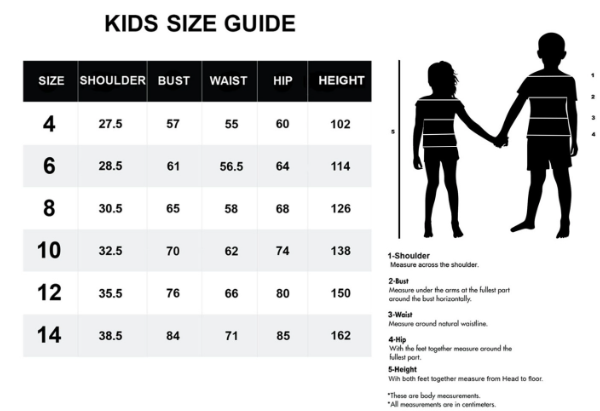 KIDS SIZE GUIDE
SIZE SHOULDER BUST WAIST HIP HEIGHT
4 27.5 57 55 60 102
6 28.5 61 56.5 64 114
8 30.5 65 58 68 126
10 32.5 70 62 74 138
12 35.5 76 66 80 150
14 38.5 84 71 85 162
1
2
3
4
5
1-Shoulder
Measure across the shoulder.
2-Bust
Measure under the arms at the fullest part
around the bust horizontally.
3-Waist
Measure around natural waistline.
4-Hip
With the feet together measure around the
fullest part.
5-Height
Wih both feet together measure from Head to floor.
*These are body measurements.
*All measurements are in centimeters.